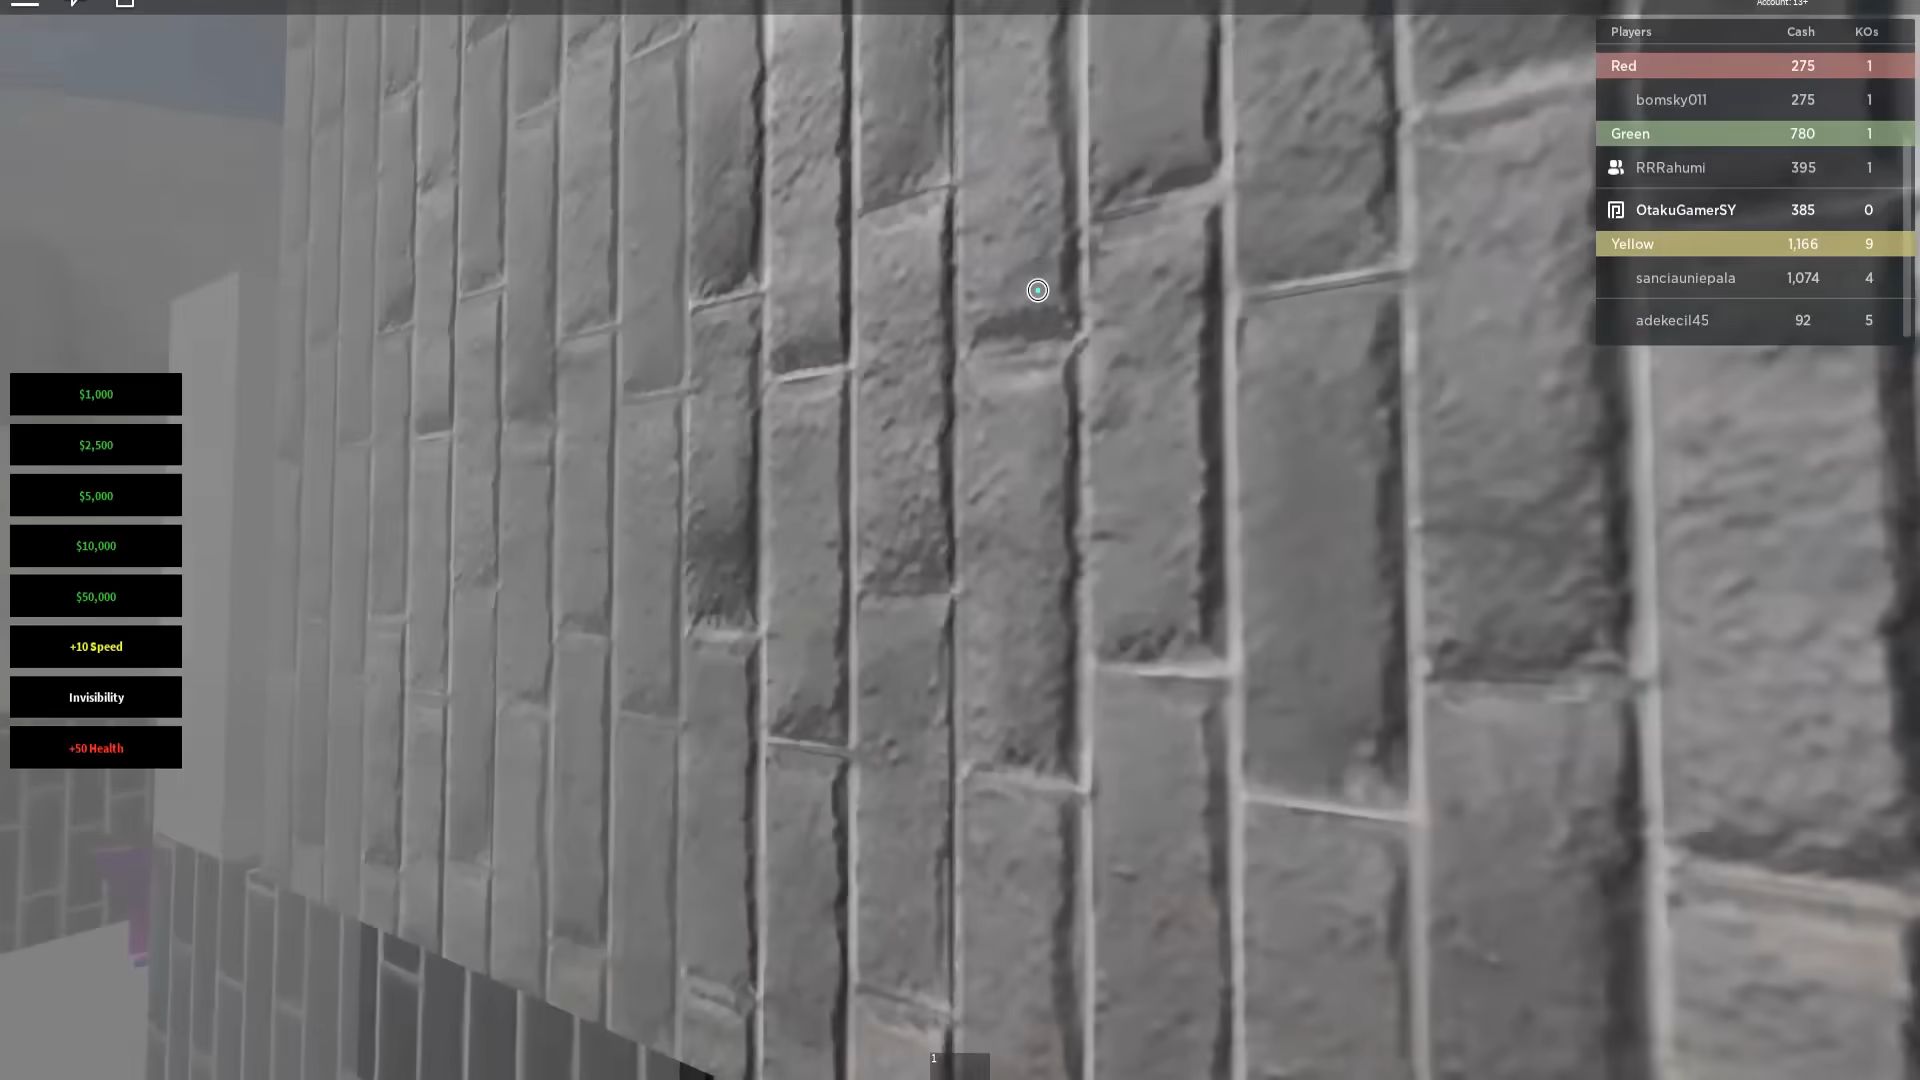 Account: 13+
Players Cash KOs
Red 275 1
bomsky011 275 1
Green 780 1
RRRahumi 395 1
OtakuGamerSY 385 0
Yellow 1,166 9
sanciauniepala 1,074 4
adekecil45 92 5
$1,000
$2,500
$5,000
$10,000
$50,000
+10 Speed
Invisibility
+50 Health
1